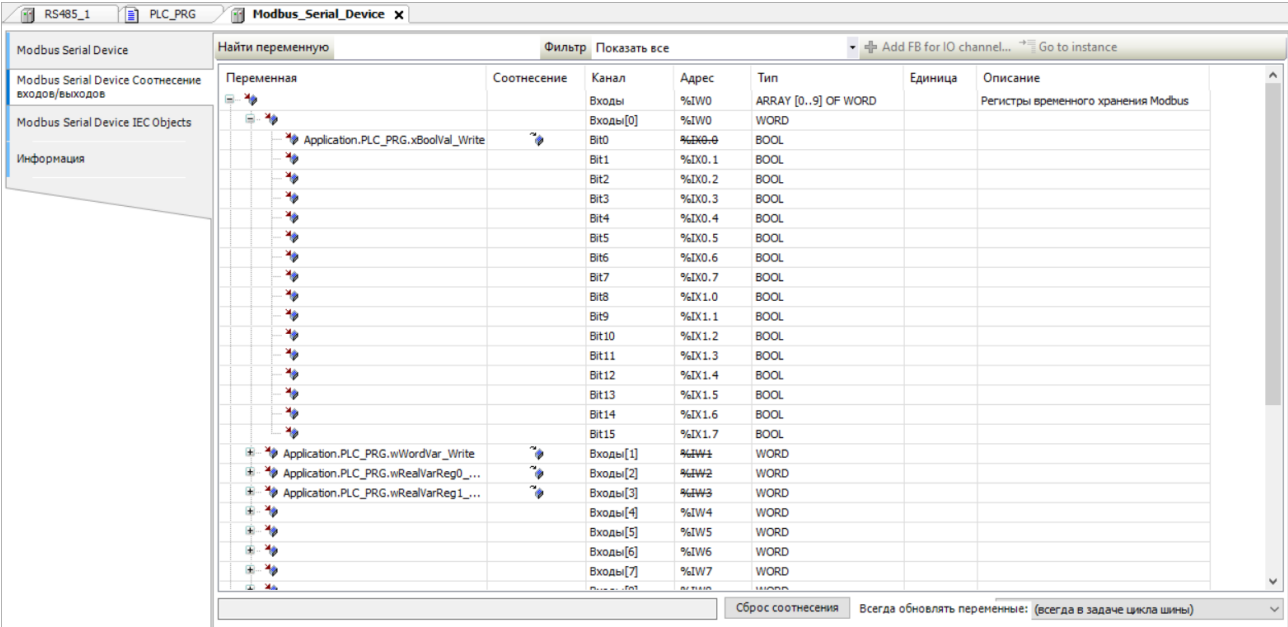 RS485_1 PLC_PRG Modbus_Serial_Device x
Modbus Serial Device
Modbus Serial Device Соотнесение
входов/выходов
Modbus Serial Device IEC Objects
Информация
Найти переменную Фильтр Показать все Add FB for IO channel... Go to instance
Переменная Соотнесение Канал Адрес Тип Единица Описание
Входы %IW0 ARRAY [0..9] OF WORD Регистры временного хранения Modbus
Входы[0] %IW0 WORD
Application.PLC_PRG.xBoolVal_Write Bit0 %IX0.0 BOOL
Bit1 %IX0.1 BOOL
Bit2 %IX0.2 BOOL
Bit3 %IX0.3 BOOL
Bit4 %IX0.4 BOOL
Bit5 %IX0.5 BOOL
Bit6 %IX0.6 BOOL
Bit7 %IX0.7 BOOL
Bit8 %IX1.0 BOOL
Bit9 %IX1.1 BOOL
Bit10 %IX1.2 BOOL
Bit11 %IX1.3 BOOL
Bit12 %IX1.4 BOOL
Bit13 %IX1.5 BOOL
Bit14 %IX1.6 BOOL
Bit15 %IX1.7 BOOL
Application.PLC_PRG.wWordVar_Write Входы[1] %IW1 WORD
Application.PLC_PRG.wRealVarReg0_... Входы[2] %IW2 WORD
Application.PLC_PRG.wRealVarReg1_... Входы[3] %IW3 WORD
Входы[4] %IW4 WORD
Входы[5] %IW5 WORD
Входы[6] %IW6 WORD
Входы[7] %IW7 WORD
Сброс соотнесения Всегда обновлять переменные: (всегда в задаче цикла шины)